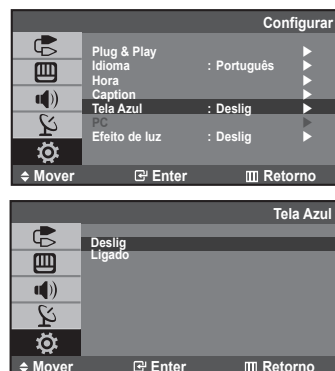 Configurar
Plug & Play
Idioma : Português
Hora
Caption
Tela Azul : Deslig
PC
Efeito de luz : Deslig
Mover Enter Retorno
Tela Azul
Deslig
Ligado
Mover Enter Retorno